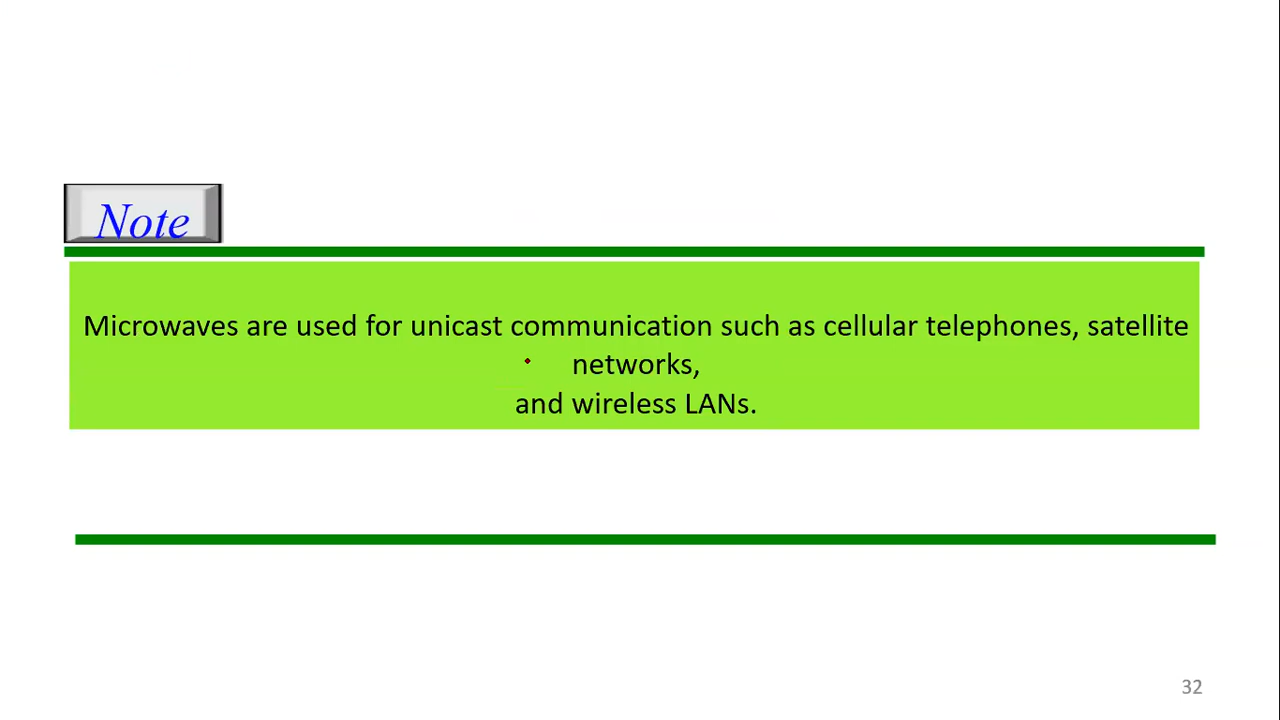 Note
Microwaves are used for unicast communication such as cellular telephones, satellite
networks,
and wireless LANs.
32